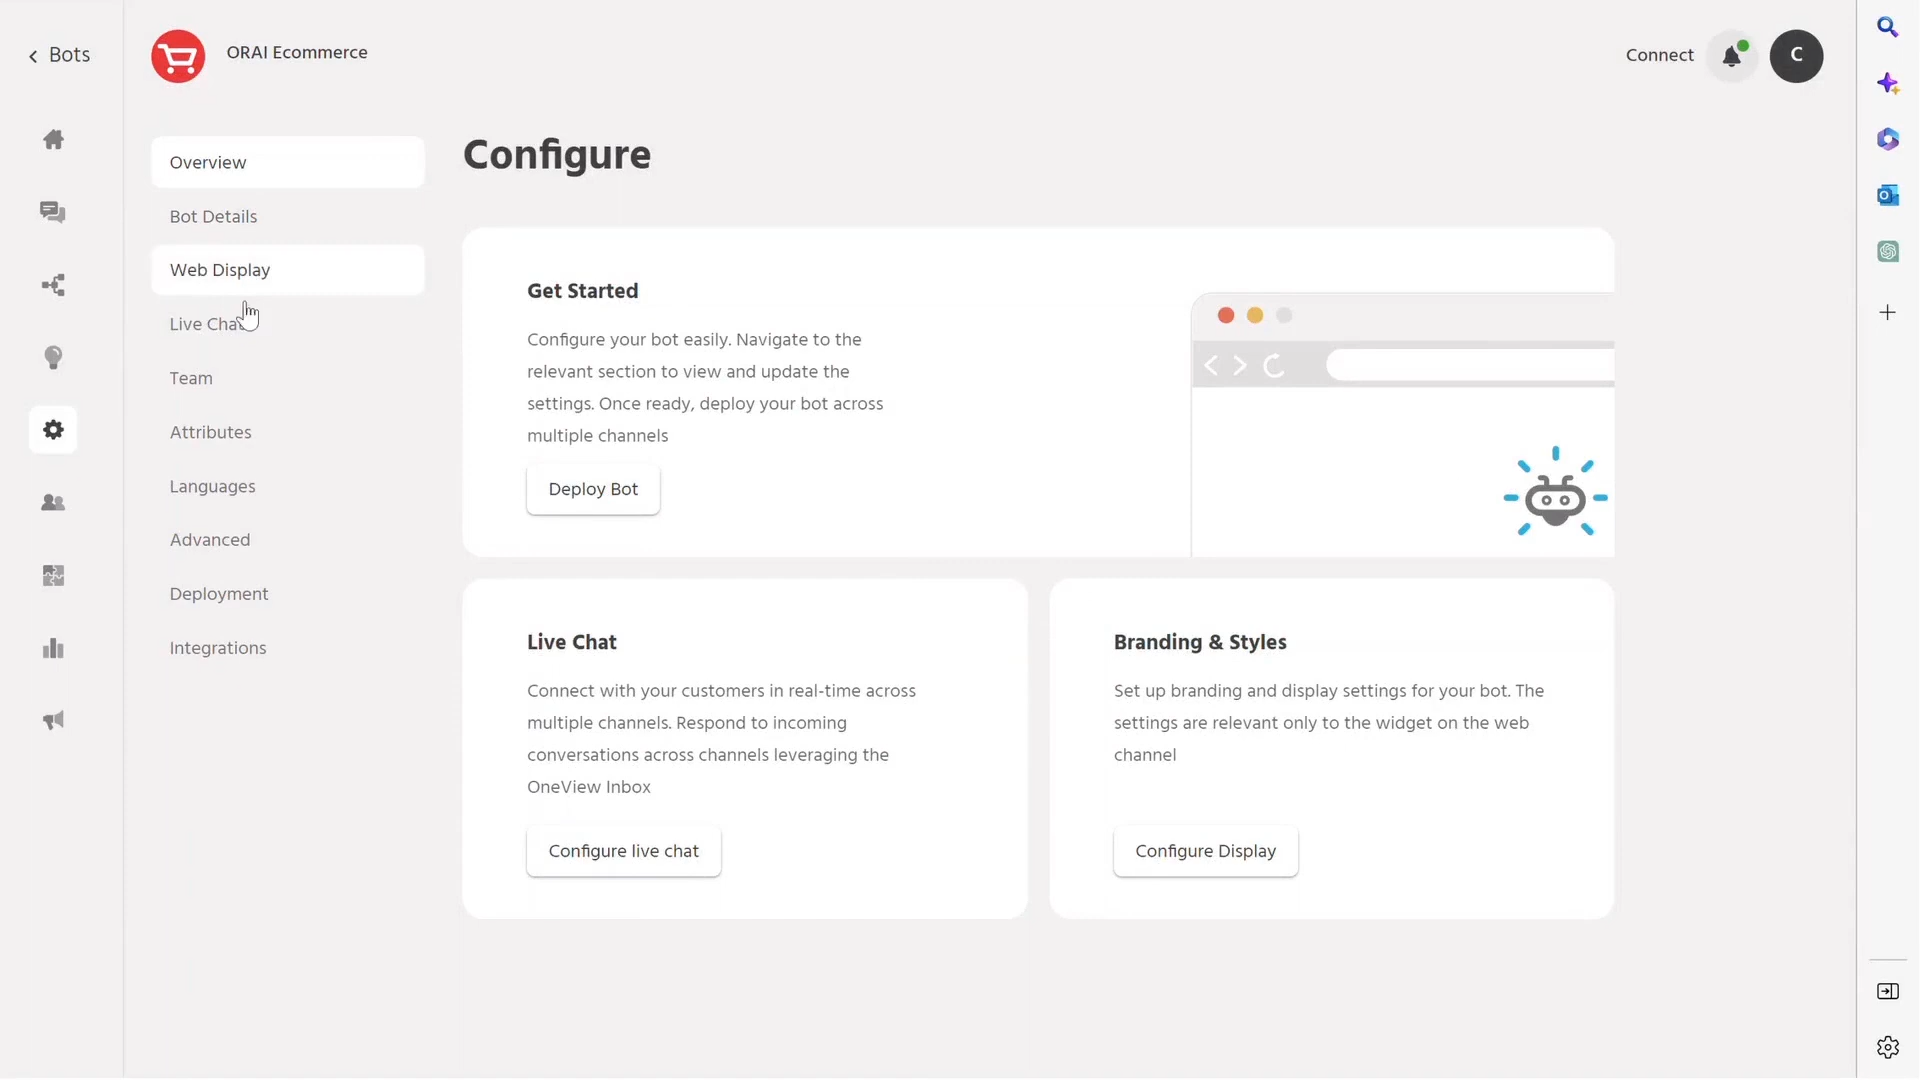 Bots
ORAI Ecommerce
Connect
C
Overview
Bot Details
Web Display
Live Chat
Team
Attributes
Languages
Advanced
Deployment
Integrations
Configure
Get Started
Configure your bot easily. Navigate to the
relevant section to view and update the
settings. Once ready, deploy your bot across
multiple channels
Deploy Bot
Live Chat
Connect with your customers in real-time across
multiple channels. Respond to incoming
conversations across channels leveraging the
OneView Inbox
Configure live chat
Branding & Styles
Set up branding and display settings for your bot. The
settings are relevant only to the widget on the web
channel
Configure Display